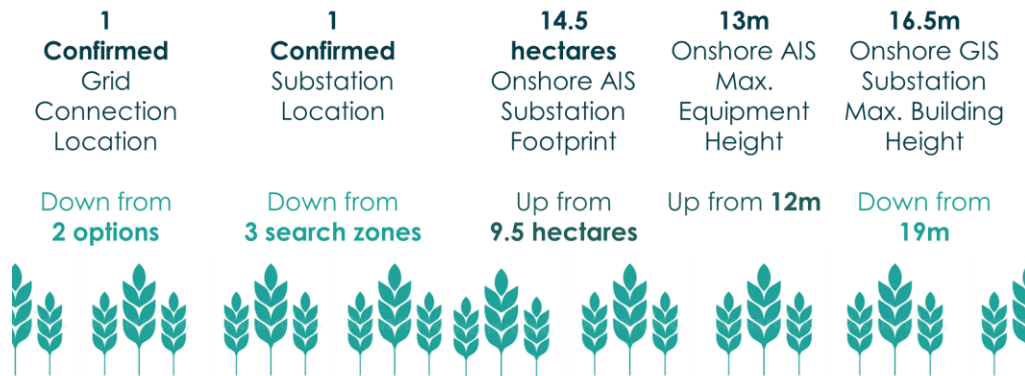 1
Confirmed
Grid
Connection
Location
Down from
2 options
1
Confirmed
Substation
Location
Down from
3 search zones
14.5
hectares
Onshore AIS
Substation
Footprint
Up from
9.5 hectares
13m
Onshore AIS
Max.
Equipment
Height
Up from 12m
16.5m
Onshore GIS
Substation
Max. Building
Height
Down from
19m